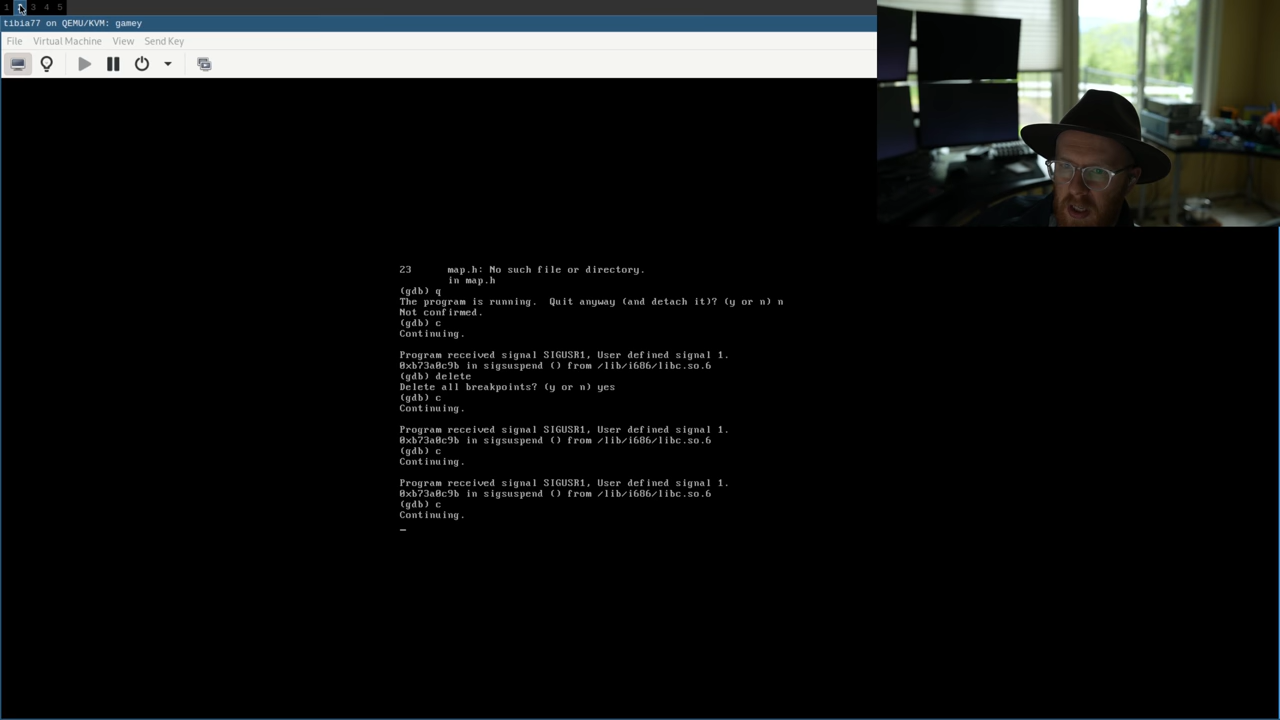 1 2 3 4 5
tibia77 on QEMU/KVM: gamey
File Virtual Machine View Send Key
23 map.h: No such file or directory.
in map.h
(gdb) q
The program is running. Quit anyway (and detach it)? (y or n) n
Not confirmed.
(gdb) c
Continuing.
Program received signal SIGUSR1, User defined signal 1.
0xb73a0c9b in sigsuspend () from /lib/i686/libc.so.6
(gdb) delete
Delete all breakpoints? (y or n) yes
(gdb) c
Continuing.
Program received signal SIGUSR1, User defined signal 1.
0xb73a0c9b in sigsuspend () from /lib/i686/libc.so.6
(gdb) c
Continuing.
Program received signal SIGUSR1, User defined signal 1.
0xb73a0c9b in sigsuspend () from /lib/i686/libc.so.6
(gdb) c
Continuing.
_